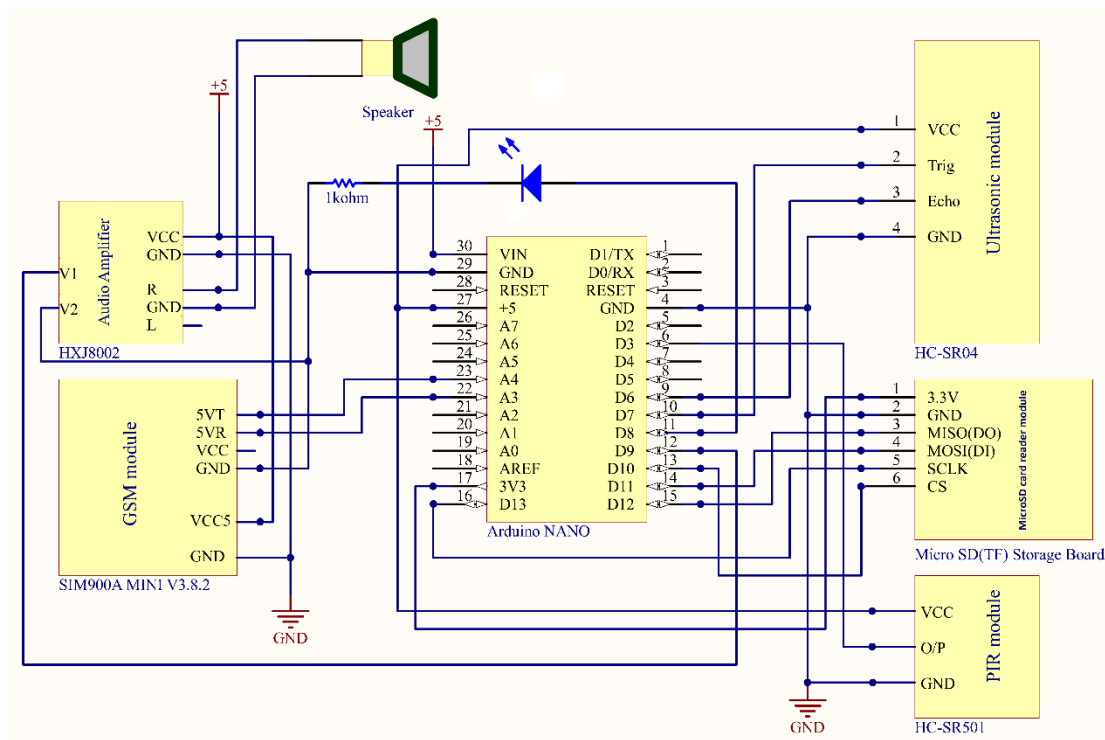 +5
Speaker
+5
1kohm
Audio Amplifier
V1
V2
VCC
GND
R
GND
L
HXJ8002
GSM module
5VT
5VR
VCC
GND
VCC5
GND
SIM900A MINI V3.8.2
GND
30 VIN
29 GND
28 RESET
27 +5
26 A7
25 A6
24 A5
23 A4
22 A3
21 A2
20 A1
19 A0
18 AREF
17 3V3
16 D13
D1/TX 1
D0/RX 2
RESET 3
GND 4
D2 5
D3 6
D4 7
D5 8
D6 9
D7 10
D8 11
D9 12
D10 13
D11 14
D12 15
Arduino NANO
1 VCC
2 Trig
3 Echo
4 GND
Ultrasonic module
HC-SR04
1 3.3V
2 GND
3 MISO(DO)
4 MOSI(DI)
5 SCLK
6 CS
MicroSD card reader module
Micro SD(TF) Storage Board
VCC
O/P
GND
PIR module
HC-SR501
GND